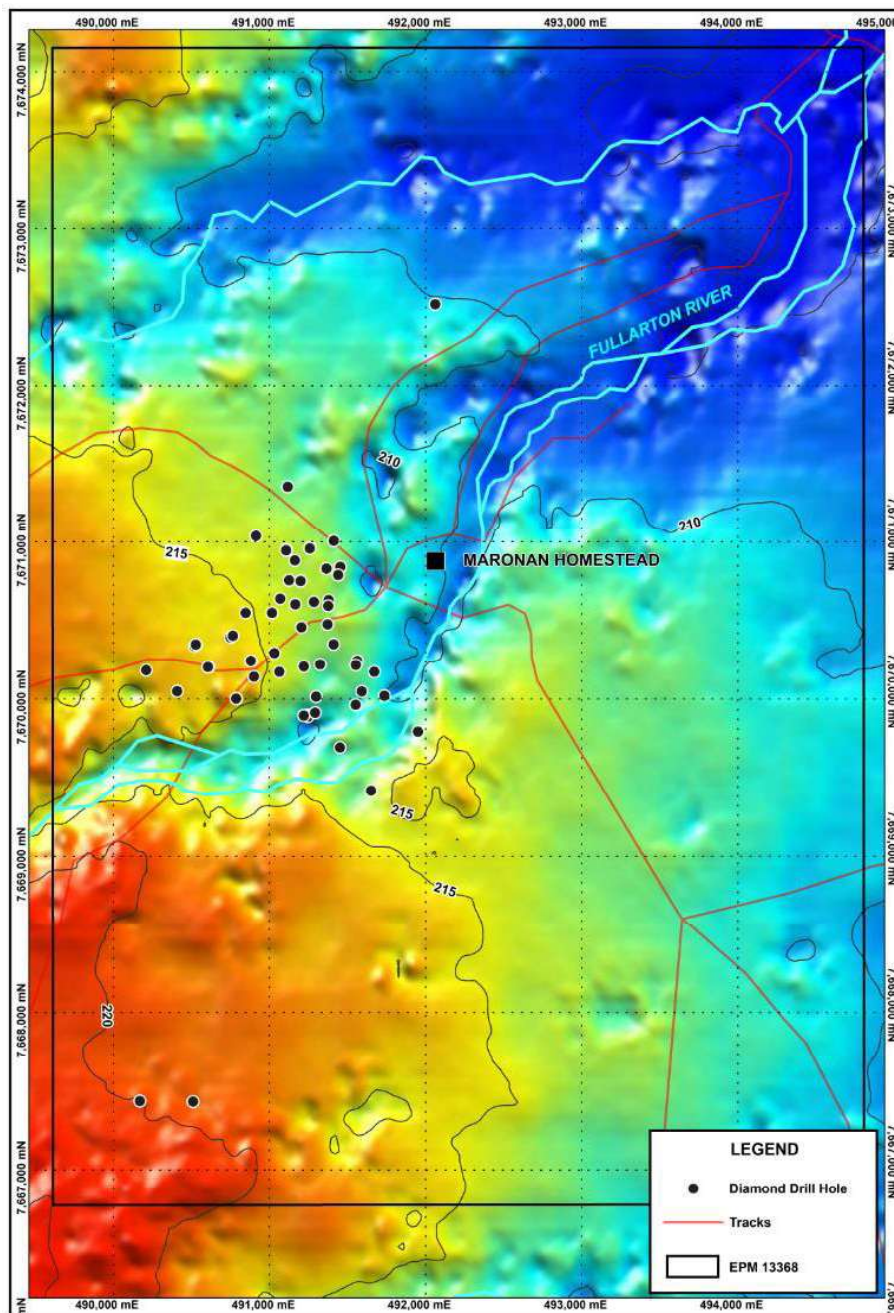 490,000 mE 491,000 mE 492,000 mE 493,000 mE 494,000 mE 495,0
7,674,000 mN
7,673,000 mN
7,673,000 mN
FULLARTON RIVER
7,672,000 mN
7,672,000 mN
210
7,671,000 mN
210
215
MARONAN HOMESTEAD
7,670,000 mN
7,670,000 mN
215
215
7,669,000 mN
7,669,000 mN
7,668,000 mN
220
7,668,000 mN
7,667,000 mN
7,667,000 mN
LEGEND
Diamond Drill Hole
Tracks
EPM 13368
mN
490,000 mE 491,000 mE 492,000 mE 493,000 mE 494,000 mE 495,00